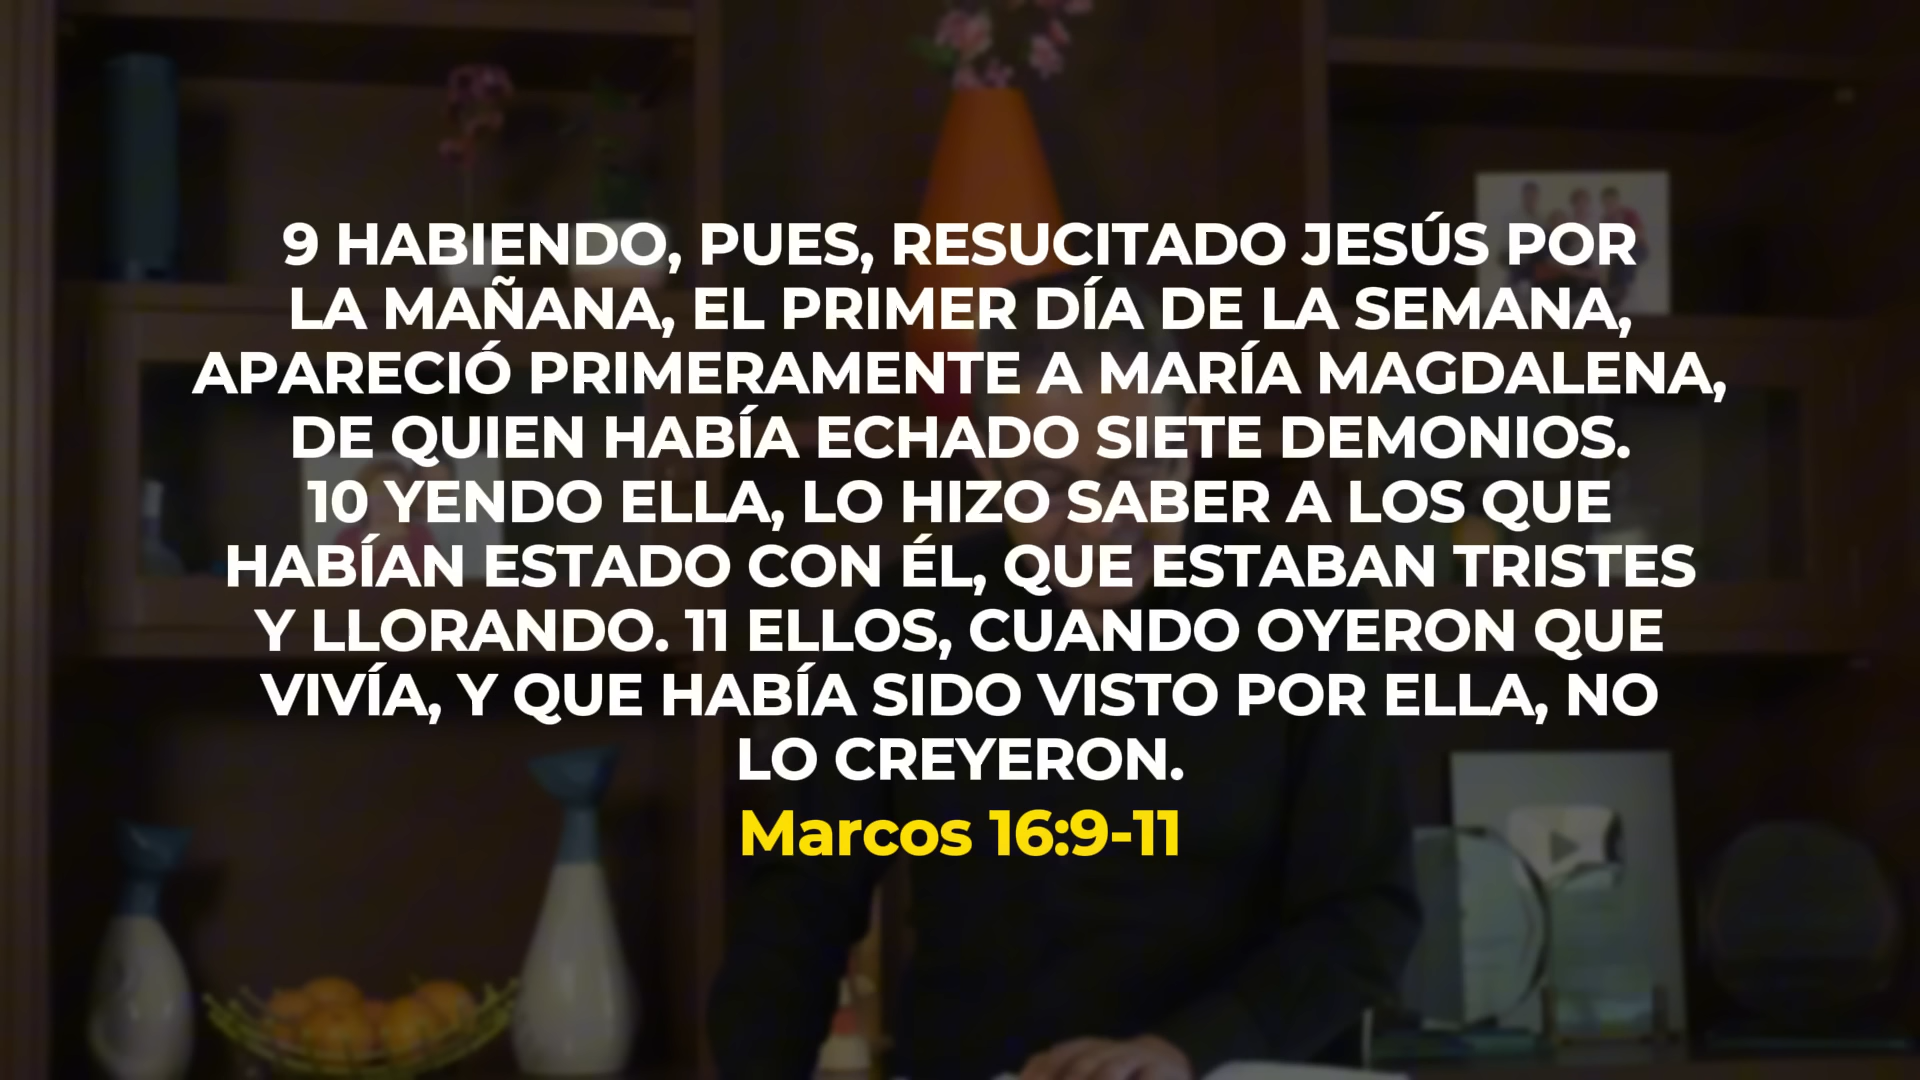 9 HABIENDO, PUES, RESUCITADO JESÚS POR
LA MAÑANA, EL PRIMER DÍA DE LA SEMANA,
APARECIÓ PRIMERAMENTE A MARÍA MAGDALENA,
DE QUIEN HABÍA ECHADO SIETE DEMONIOS.
10 YENDO ELLA, LO HIZO SABER A LOS QUE
HABÍAN ESTADO CON ÉL, QUE ESTABAN TRISTES
Y LLORANDO. 11 ELLOS, CUANDO OYERON QUE
VIVÍA, Y QUE HABÍA SIDO VISTO POR ELLA, NO
LO CREYERON.
Marcos 16:9-11